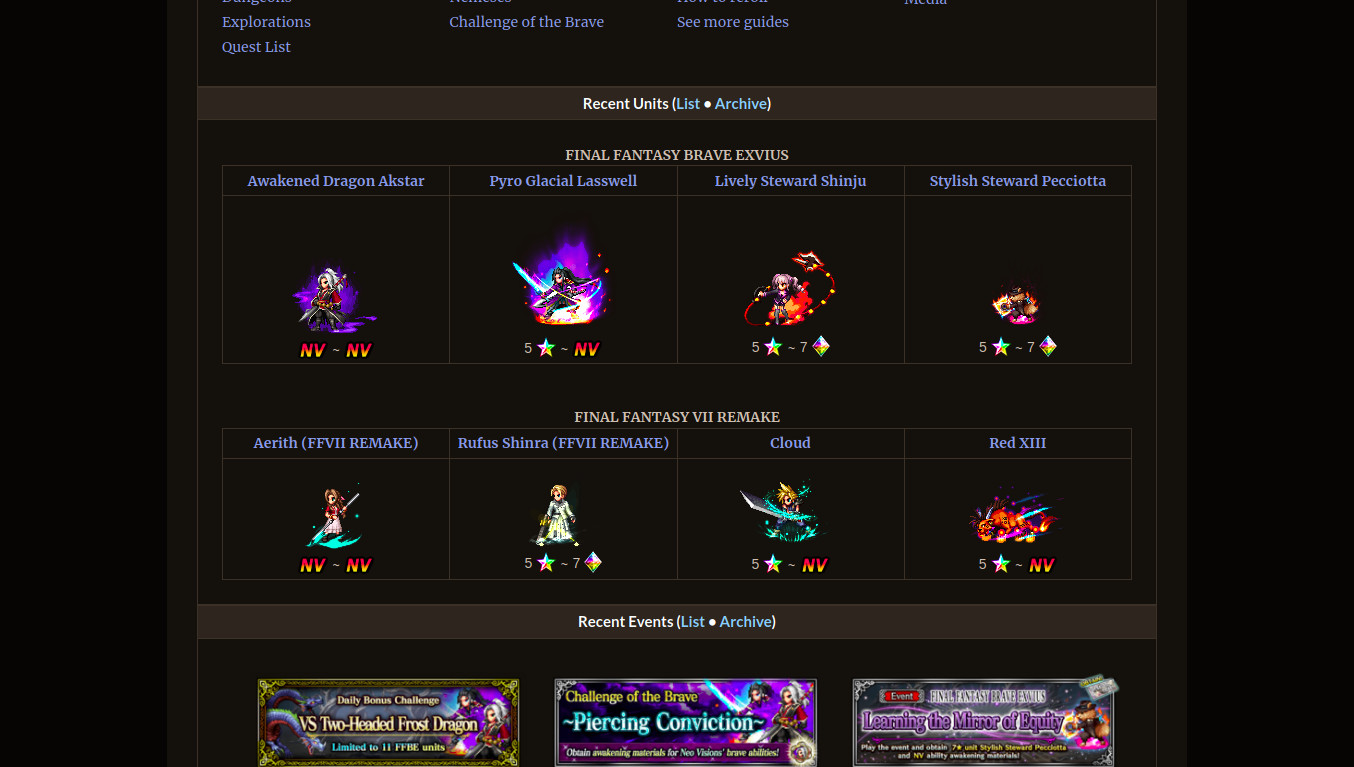 Dungeons
Nemeses
How to reroll
Media
Explorations
Challenge of the Brave
See more guides
Quest List
Recent Units (List ● Archive)
FINAL FANTASY BRAVE EXVIUS
Awakened Dragon Akstar
Pyro Glacial Lasswell
Lively Steward Shinju
Stylish Steward Pecciotta
NV ~ NV
5 ~ NV
5 ~ 7
5 ~ 7
FINAL FANTASY VII REMAKE
Aerith (FFVII REMAKE)
Rufus Shinra (FFVII REMAKE)
Cloud
Red XIII
NV ~ NV
5 ~ 7
5 ~ NV
5 ~ NV
Recent Events (List ● Archive)
Daily Bonus Challenge
VS Two-Headed Frost Dragon
Limited to 11 FFBE units
Challenge of the Brave
~Piercing Conviction~
Obtain awakening materials for Neo Visions' brave abilities!
Event FINAL FANTASY BRAVE EXVIUS
Learning the Mirror of Equity
Play the event and obtain 7★ unit Stylish Steward Pecciotta
and NV ability awakening materials!